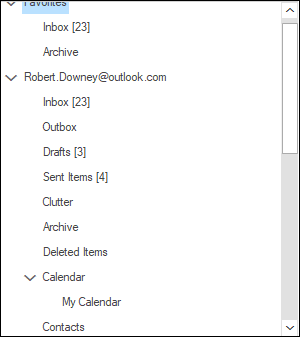 Favorites
Inbox [23]
Archive
Robert.Downey@outlook.com
Inbox [23]
Outbox
Drafts [3]
Sent Items [4]
Clutter
Archive
Deleted Items
Calendar
My Calendar
Contacts